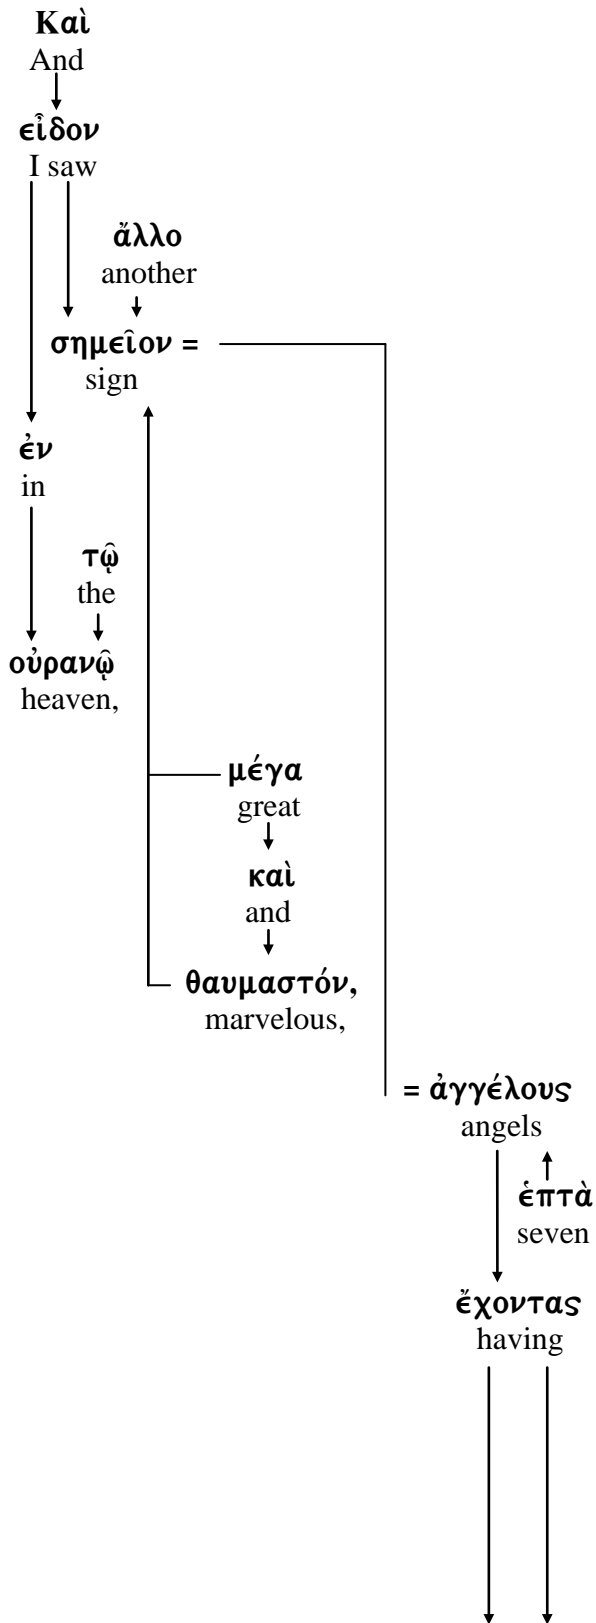 Καὶ
And
εἶδον
I saw
ἄλλο
another
σημεῖον =
sign
ἐν
in
τῷ
the
οὐρανῷ
heaven,
μέγα
great
καὶ
and
θαυμαστόν,
marvelous,
= ἀγγέλους
angels
ἑπτὰ
seven
ἔχοντας
having